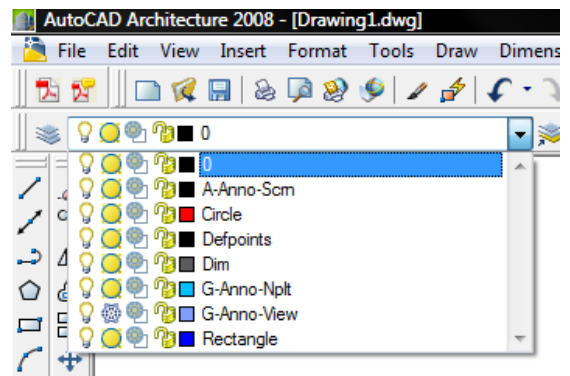 AutoCAD Architecture 2008 - [Drawing1.dwg]
File Edit View Insert Format Tools Draw Dimens
0
0
A-Anno-Scrn
Circle
Defpoints
Dim
G-Anno-Nplt
G-Anno-View
Rectangle